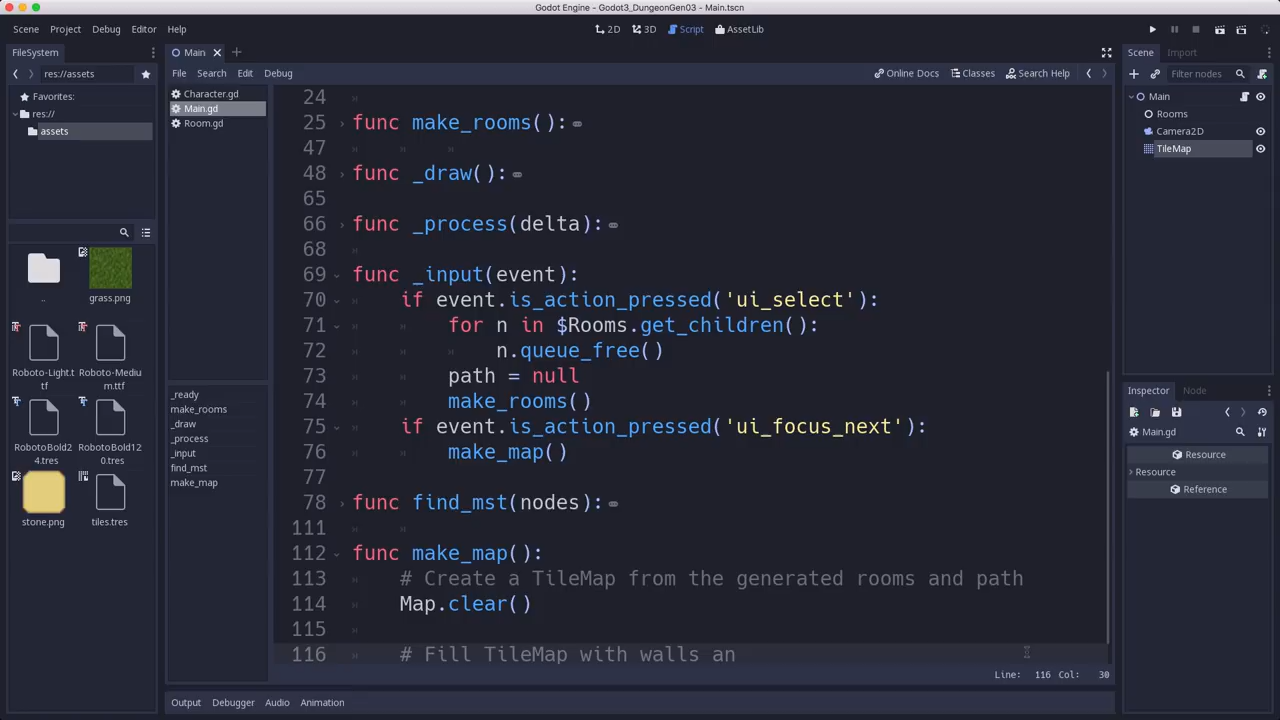 Godot Engine - Godot3_DungeonGen03 - Main.tscn
Scene Project Debug Editor Help
2D 3D Script AssetLib
FileSystem
res://assets
Favorites:
res://
assets
..
grass.png
Roboto-Light.t
tf
Roboto-Mediu
m.ttf
RobotoBold2
4.tres
RobotoBold12
0.tres
stone.png
tiles.tres
Main
File Search Edit Debug
Online Docs Classes Search Help
Character.gd
Main.gd
Room.gd
_ready
make_rooms
_draw
_process
_input
find_mst
make_map
24
25 func make_rooms():
47
48 func _draw():
65
66 func _process(delta):
68
69 func _input(event):
70 if event.is_action_pressed('ui_select'):
71 for n in $Rooms.get_children():
72 n.queue_free()
73 path = null
74 make_rooms()
75 if event.is_action_pressed('ui_focus_next'):
76 make_map()
77
78 func find_mst(nodes):
111
112 func make_map():
113 # Create a TileMap from the generated rooms and path
114 Map.clear()
115
116 # Fill TileMap with walls an
Line: 116 Col: 30
Output Debugger Audio Animation
Scene Import
Filter nodes
Main
Rooms
Camera2D
TileMap
Inspector Node
Main.gd
Resource
Resource
Reference